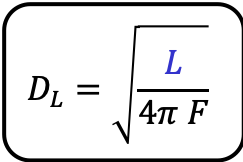 D_L = √(L / 4π F)